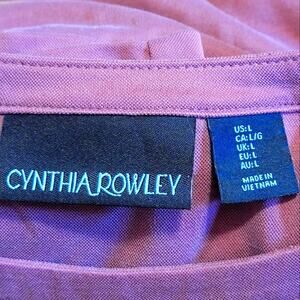 CYNTHIA ROWLEY
US:L
CA:L/G
UK:L
EU:L
AU:L
MADE IN
VIETNAM